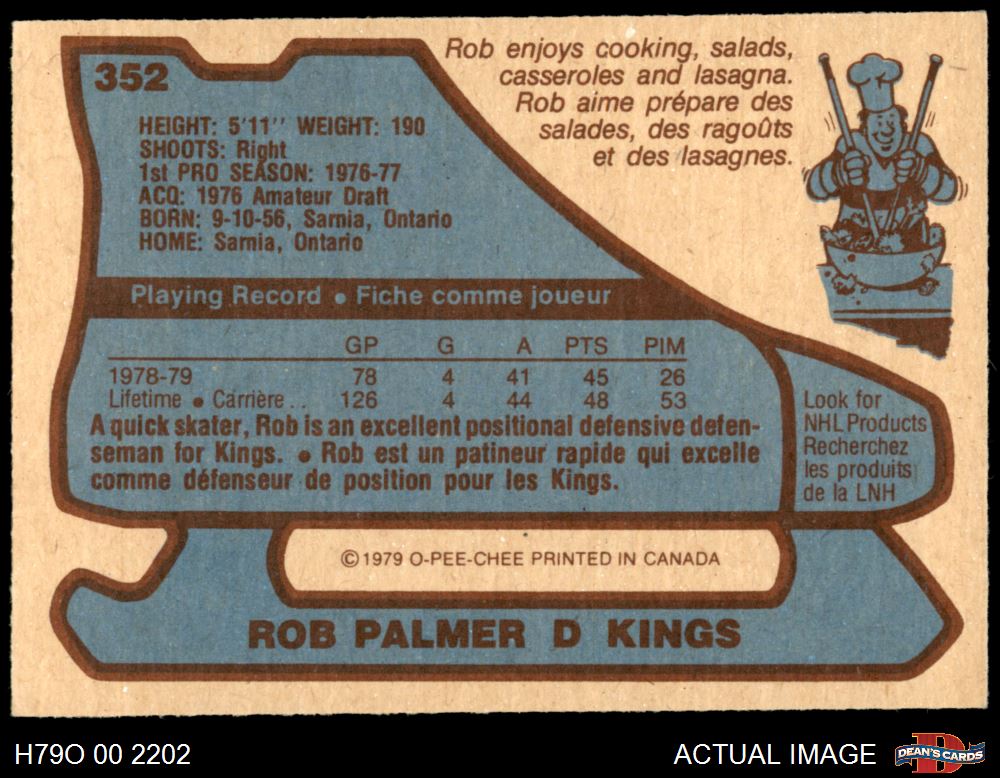 352
Rob enjoys cooking, salads,
casseroles and lasagna.
Rob aime prépare des
salades, des ragoûts
et des lasagnes.
HEIGHT: 5'11'' WEIGHT: 190
SHOOTS: Right
1st PRO SEASON: 1976-77
ACQ: 1976 Amateur Draft
BORN: 9-10-56, Sarnia, Ontario
HOME: Sarnia, Ontario
Playing Record • Fiche comme joueur
GP G A PTS PIM
1978-79 78 4 41 45 26
Lifetime • Carrière .. 126 4 44 48 53
A quick skater, Rob is an excellent positional defensive defen-
seman for Kings. • Rob est un patineur rapide qui excelle
comme défenseur de position pour les Kings.
Look for
NHL Products
Recherchez
les produits
de la LNH
©1979 O-PEE-CHEE PRINTED IN CANADA
ROB PALMER D KINGS
H79O 00 2202
ACTUAL IMAGE
DEAN'S CARDS